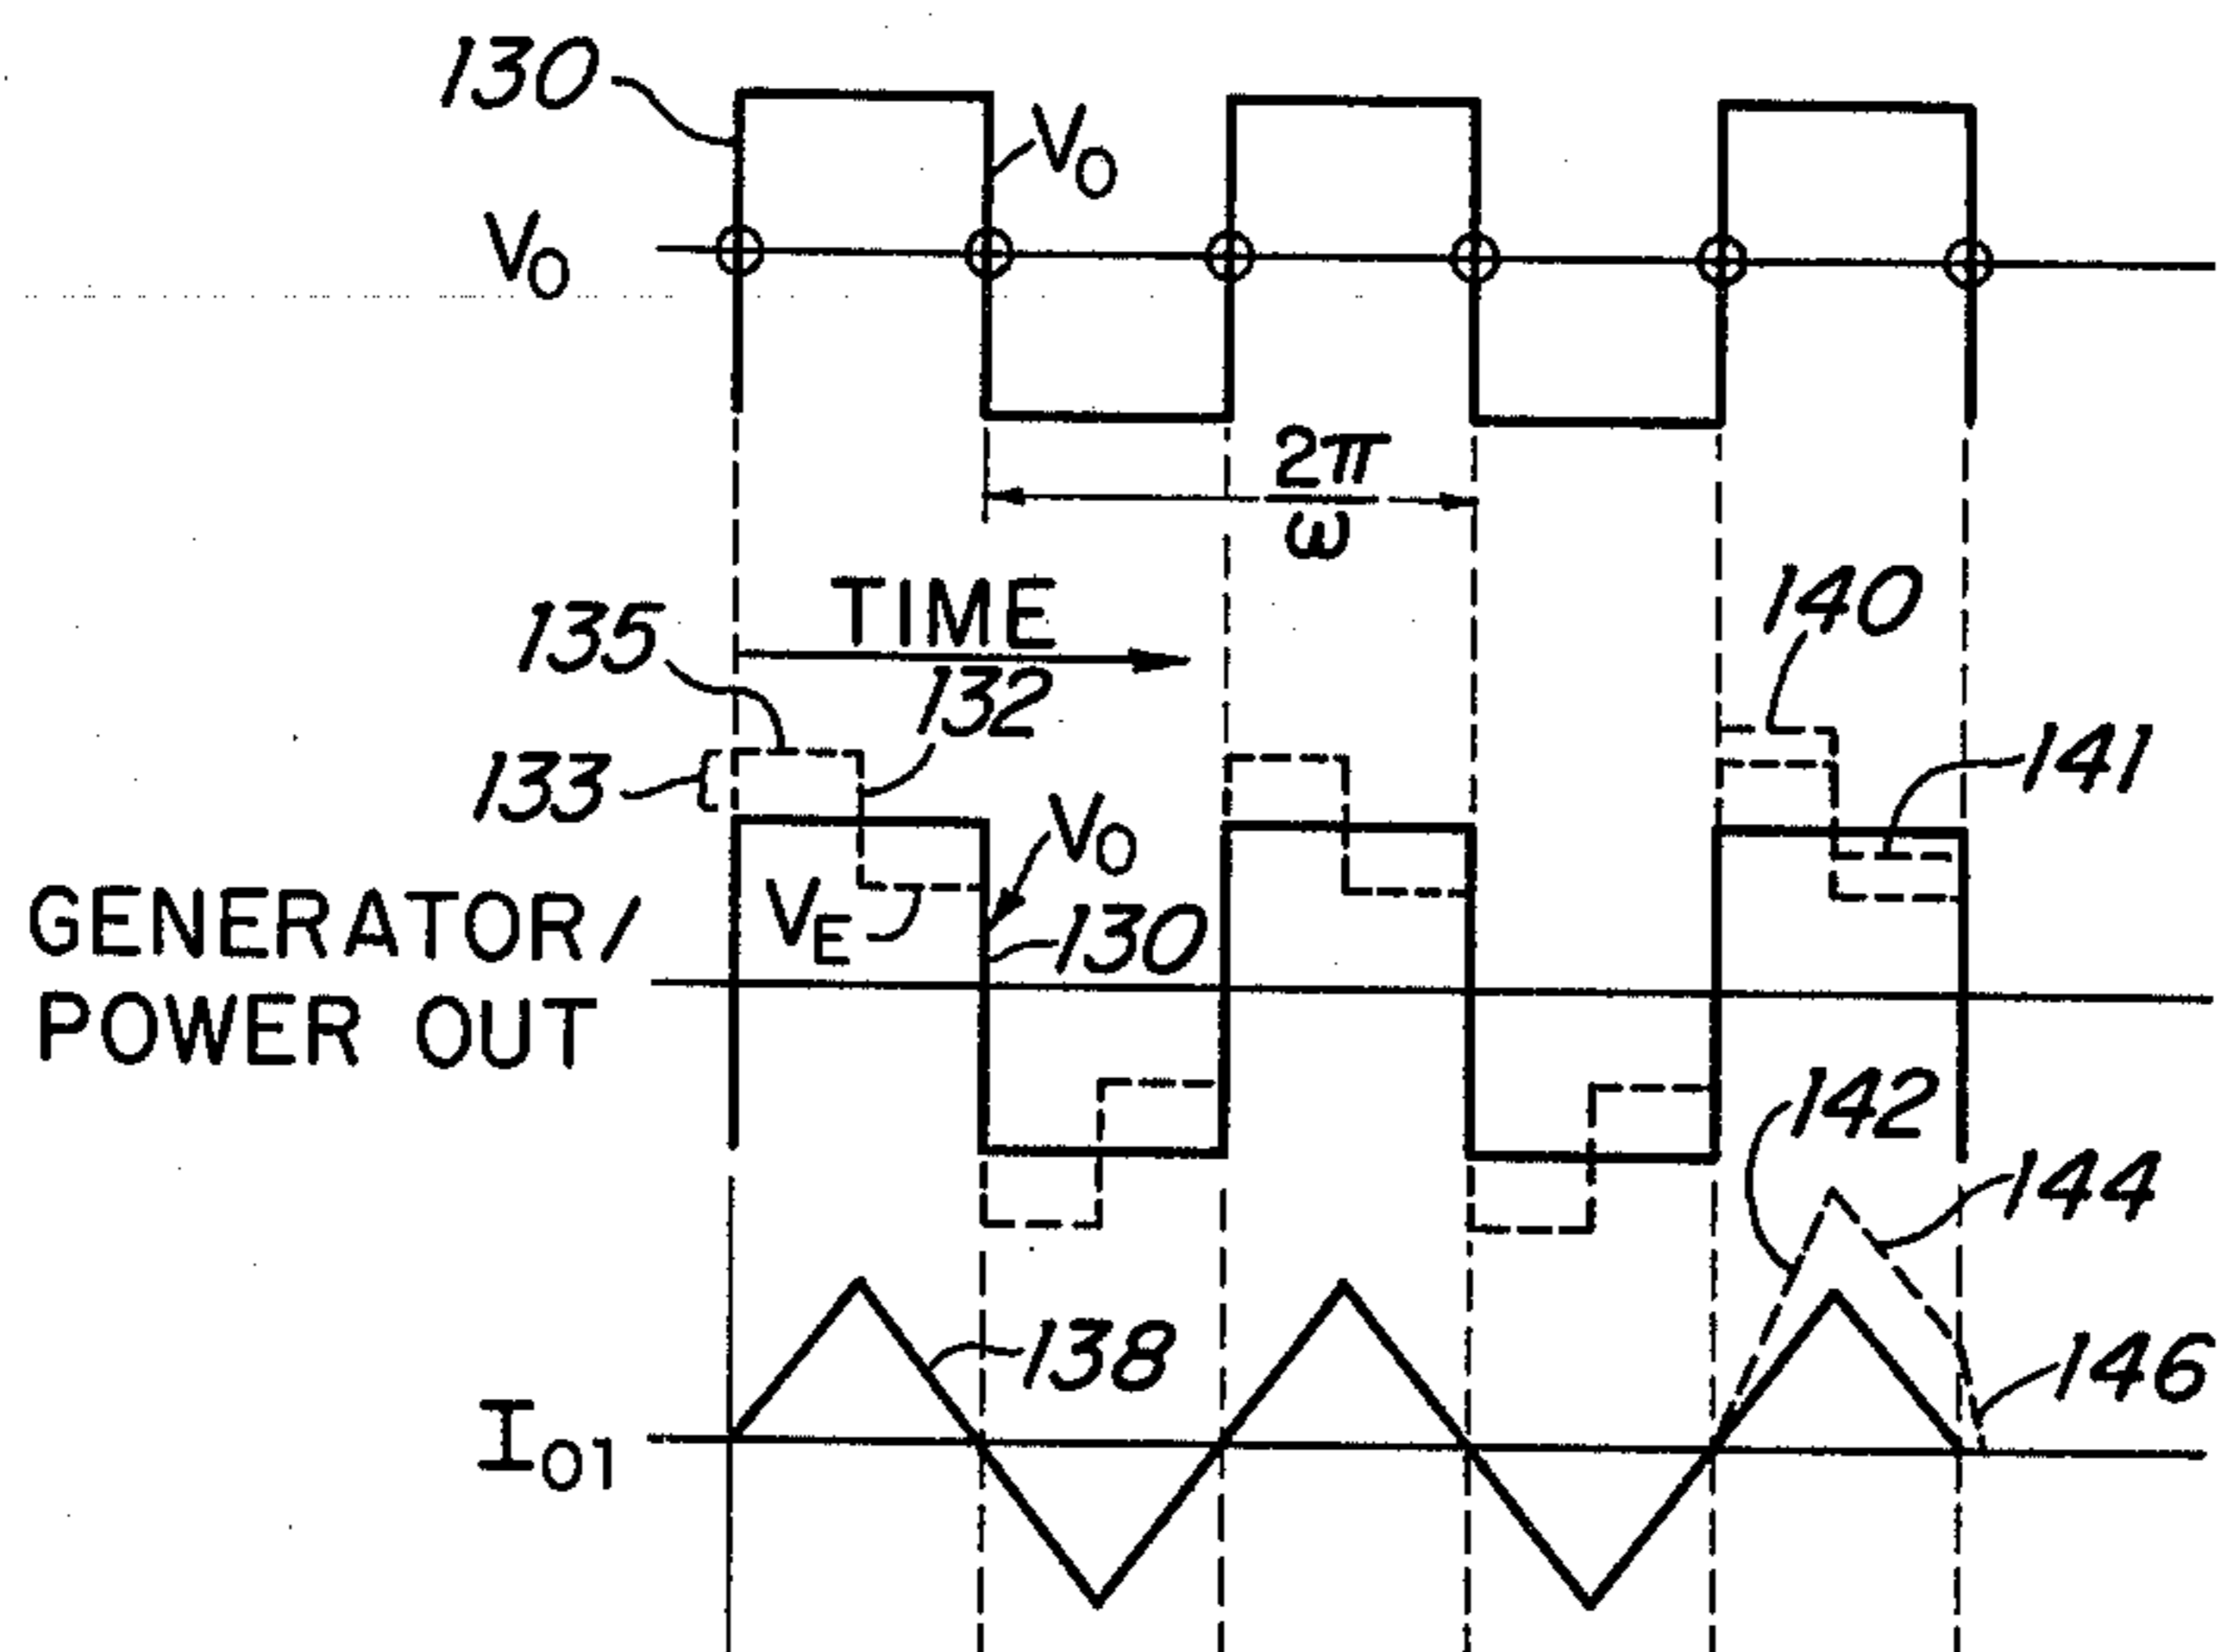 130
V₀
V₀
2π
ω
TIME
135
132
140
133
141
V₀
V_E
130
GENERATOR/
POWER OUT
142
144
138
146
I₀₁